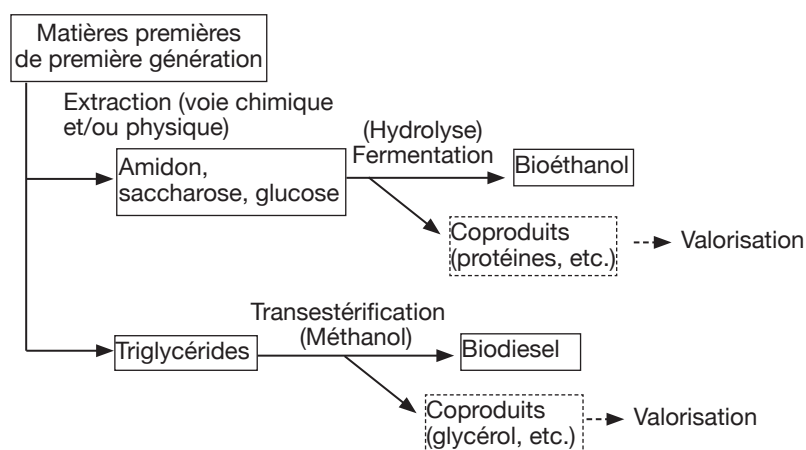 Matières premières
de première génération
Extraction (voie chimique
et/ou physique)
(Hydrolyse)
Fermentation
Amidon,
saccharose, glucose
Bioéthanol
Coproduits
(protéines, etc.)
Valorisation
Transestérification
(Méthanol)
Triglycérides
Biodiesel
Coproduits
(glycérol, etc.)
Valorisation